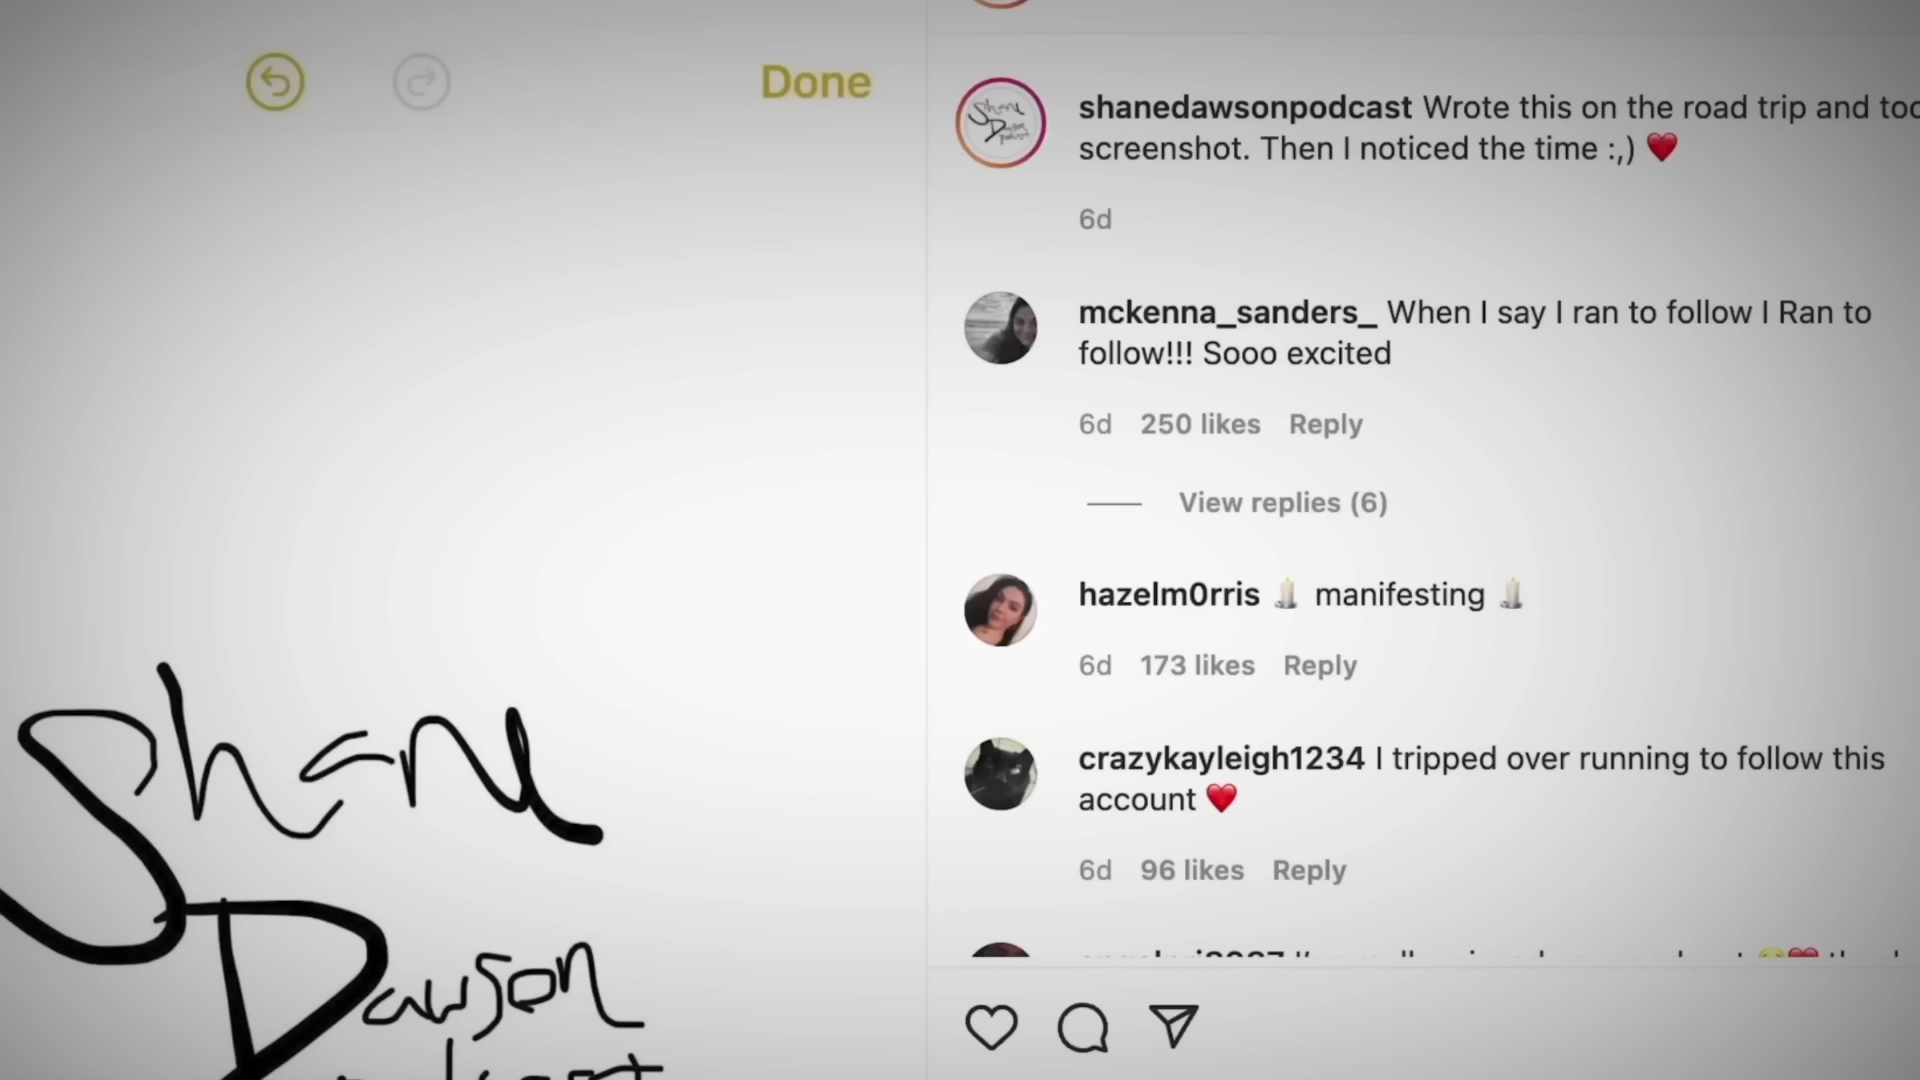 Done
Shane
Dawson
podcast
shanedawsonpodcast Wrote this on the road trip and
screenshot. Then I noticed the time :,) ❤️
6d
mckenna_sanders_ When I say I ran to follow I Ran to
follow!!! Sooo excited
6d 250 likes Reply
View replies (6)
hazelm0rris 🕯️ manifesting 🕯️
6d 173 likes Reply
crazykayleigh1234 I tripped over running to follow this
account ❤️
6d 96 likes Reply